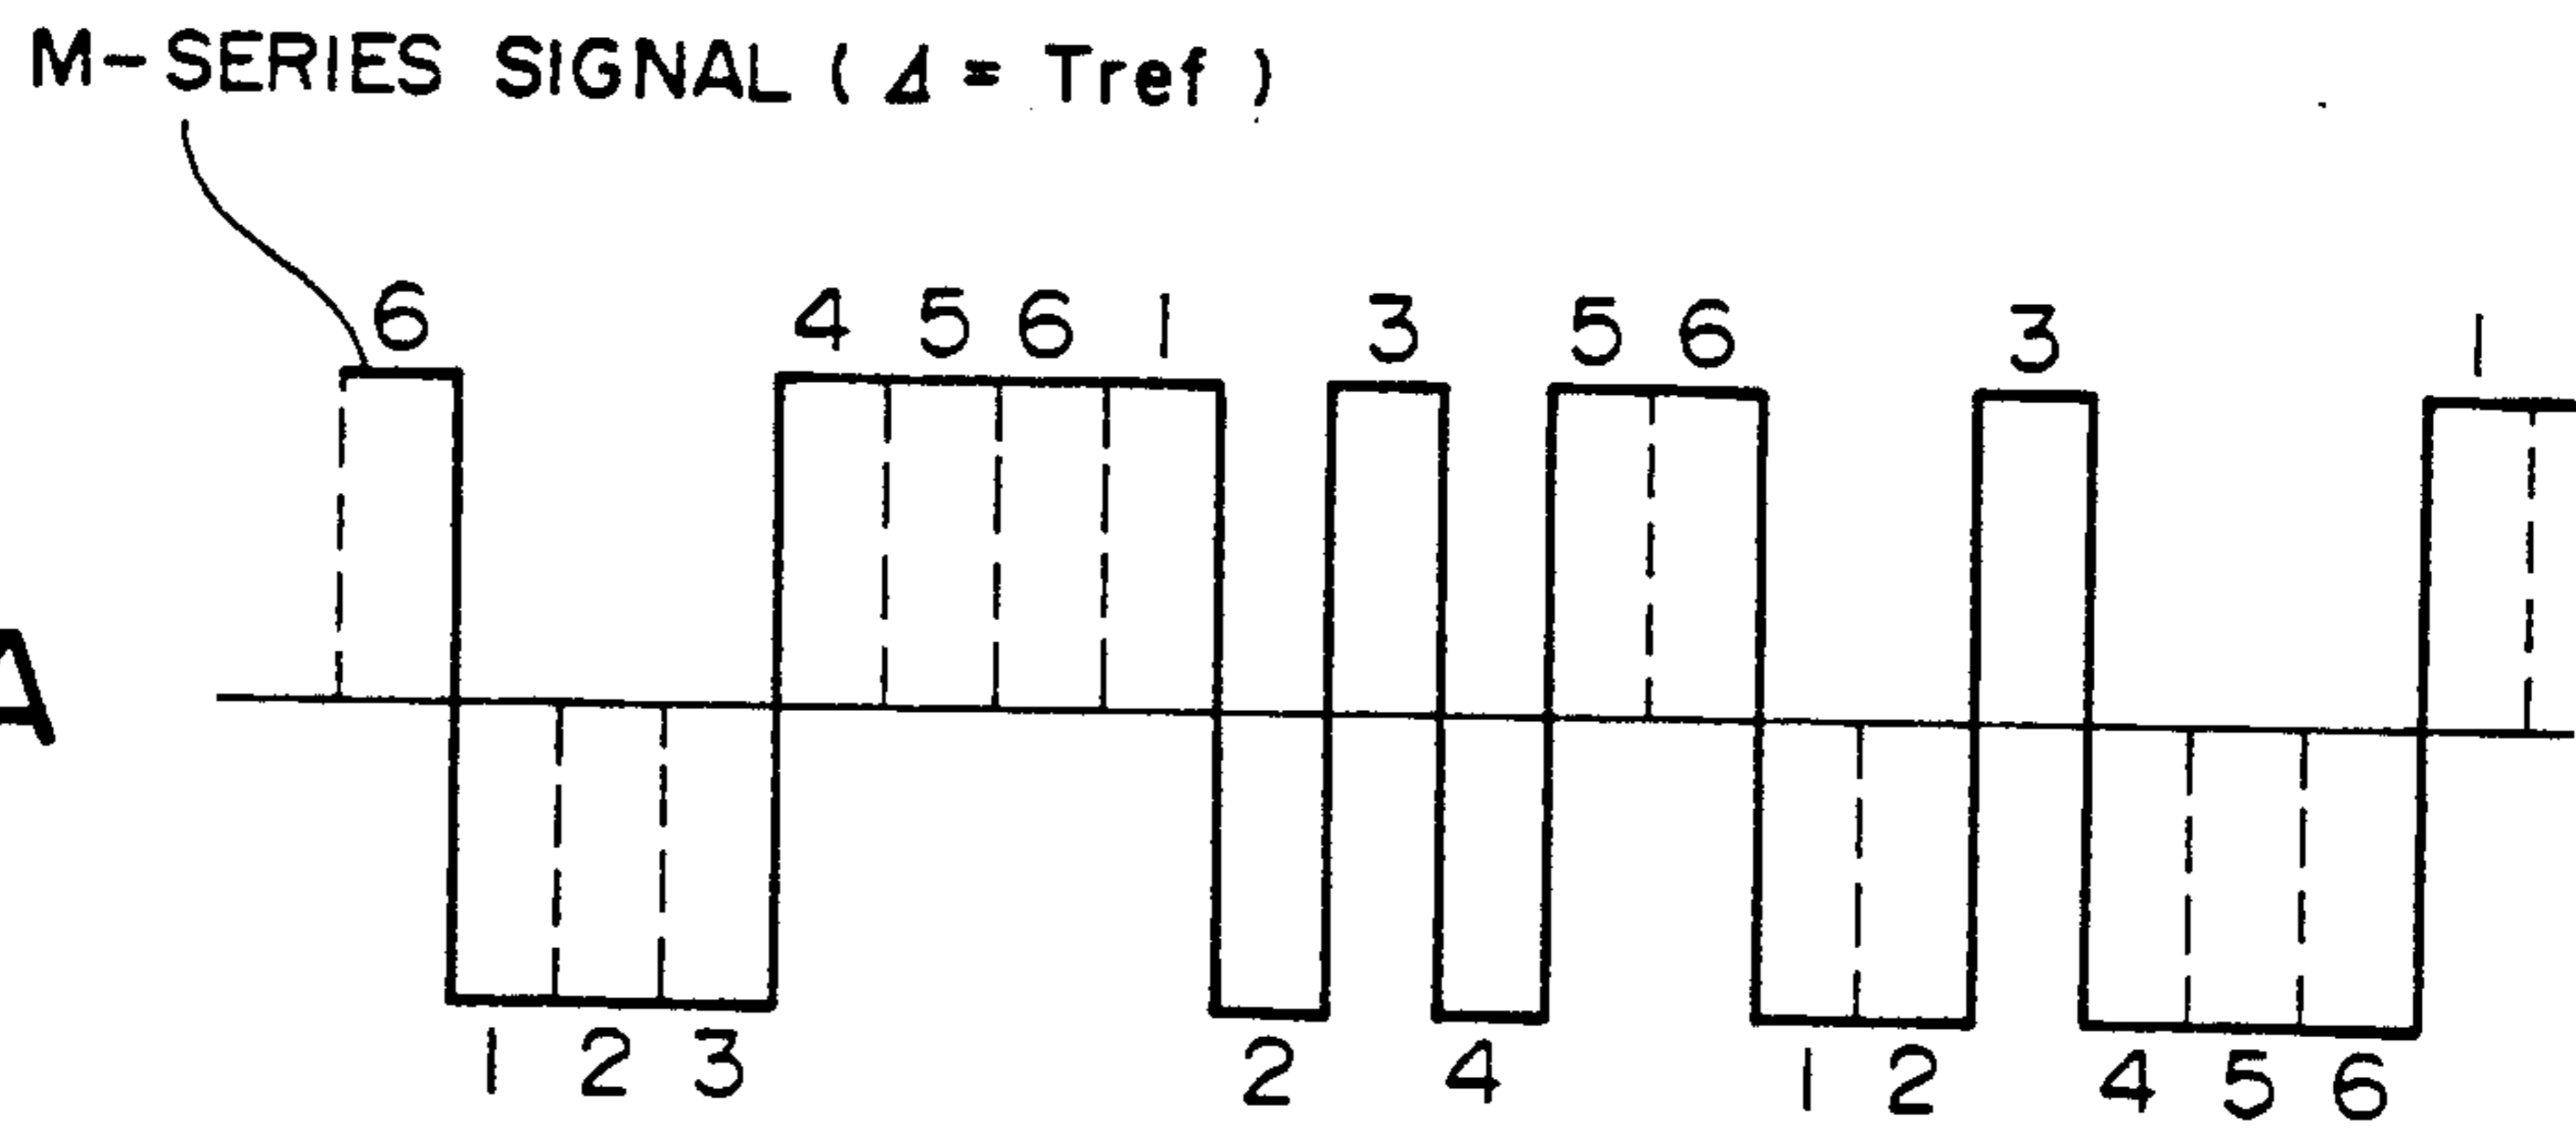 M-SERIES SIGNAL ( Δ = Tref )
6 4 5 6 1 3 5 6 3 1
A
1 2 3 2 4 1 2 4 5 6